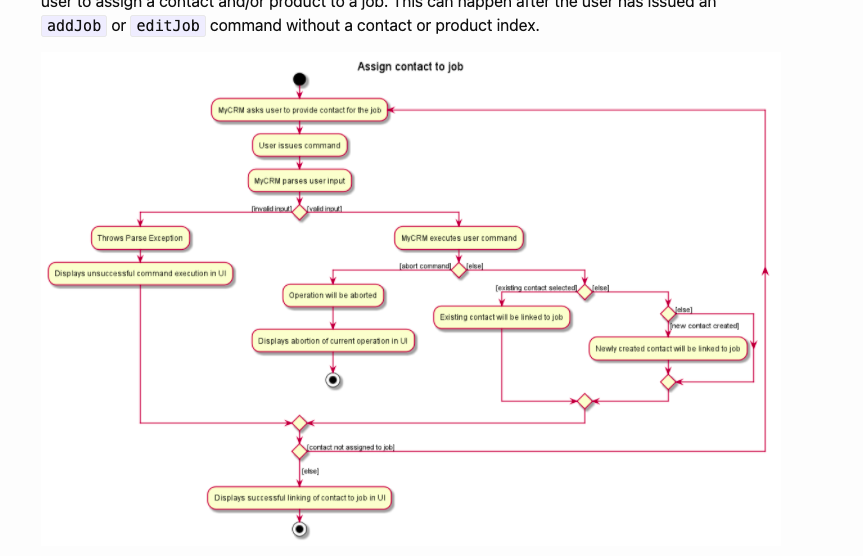 user to assign a contact and/or product to a job. This can happen after the user has issued an
addJob or editJob command without a contact or product index.
Assign contact to job
MyCRM asks user to provide contact for the job
User issues command
MyCRM parses user input
[invalid input] [valid input]
Throws Parse Exception
MyCRM executes user command
Displays unsuccessful command execution in UI
[abort command] [else]
Operation will be aborted
[existing contact selected] [else]
Existing contact will be linked to job
[else]
[new contact created]
Displays abortion of current operation in UI
Newly created contact will be linked to job
[contact not assigned to job]
[else]
Displays successful linking of contact to job in UI